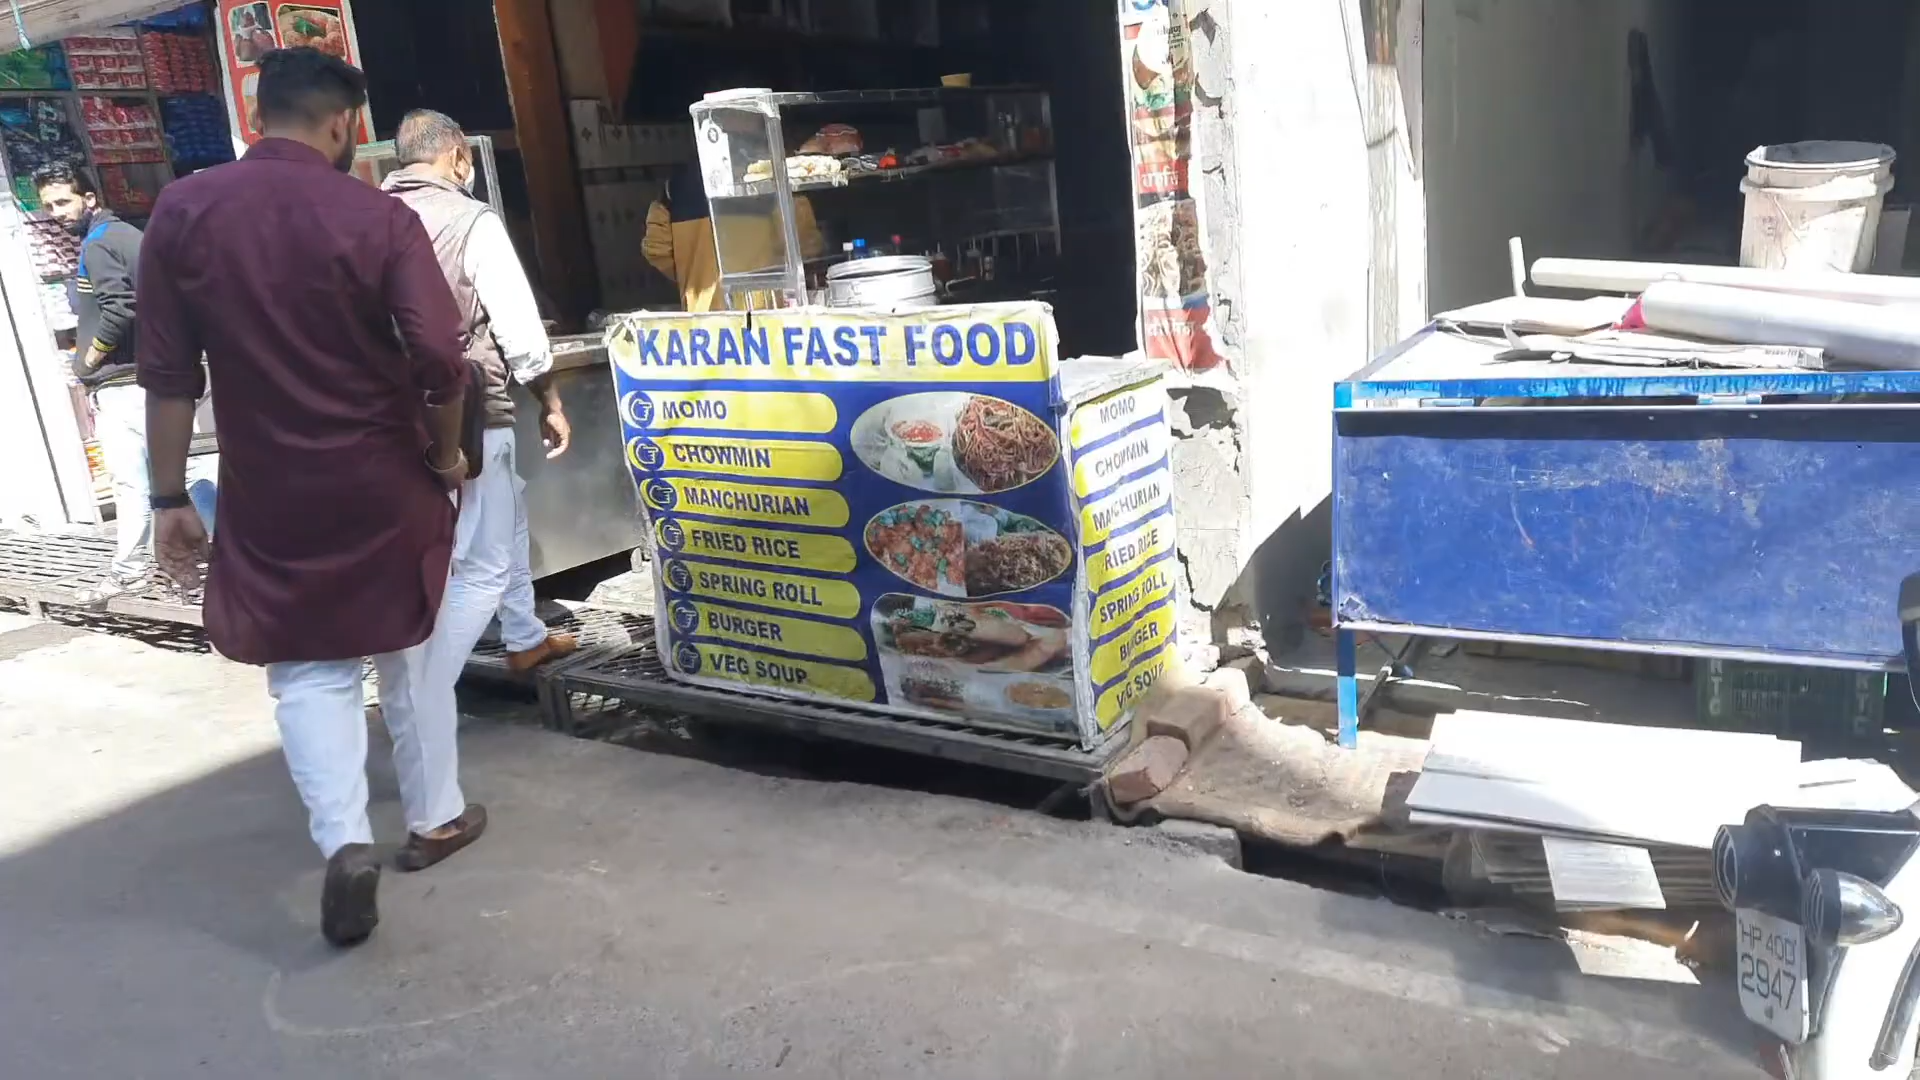 KARAN FAST FOOD
MOMO
CHOWMIN
MANCHURIAN
FRIED RICE
SPRING ROLL
BURGER
VEG SOUP
MOMO
CHOWMIN
MANCHURIAN
RIED RICE
SPRING ROLL
BURGER
VEG SOUP
HP 40D
2947